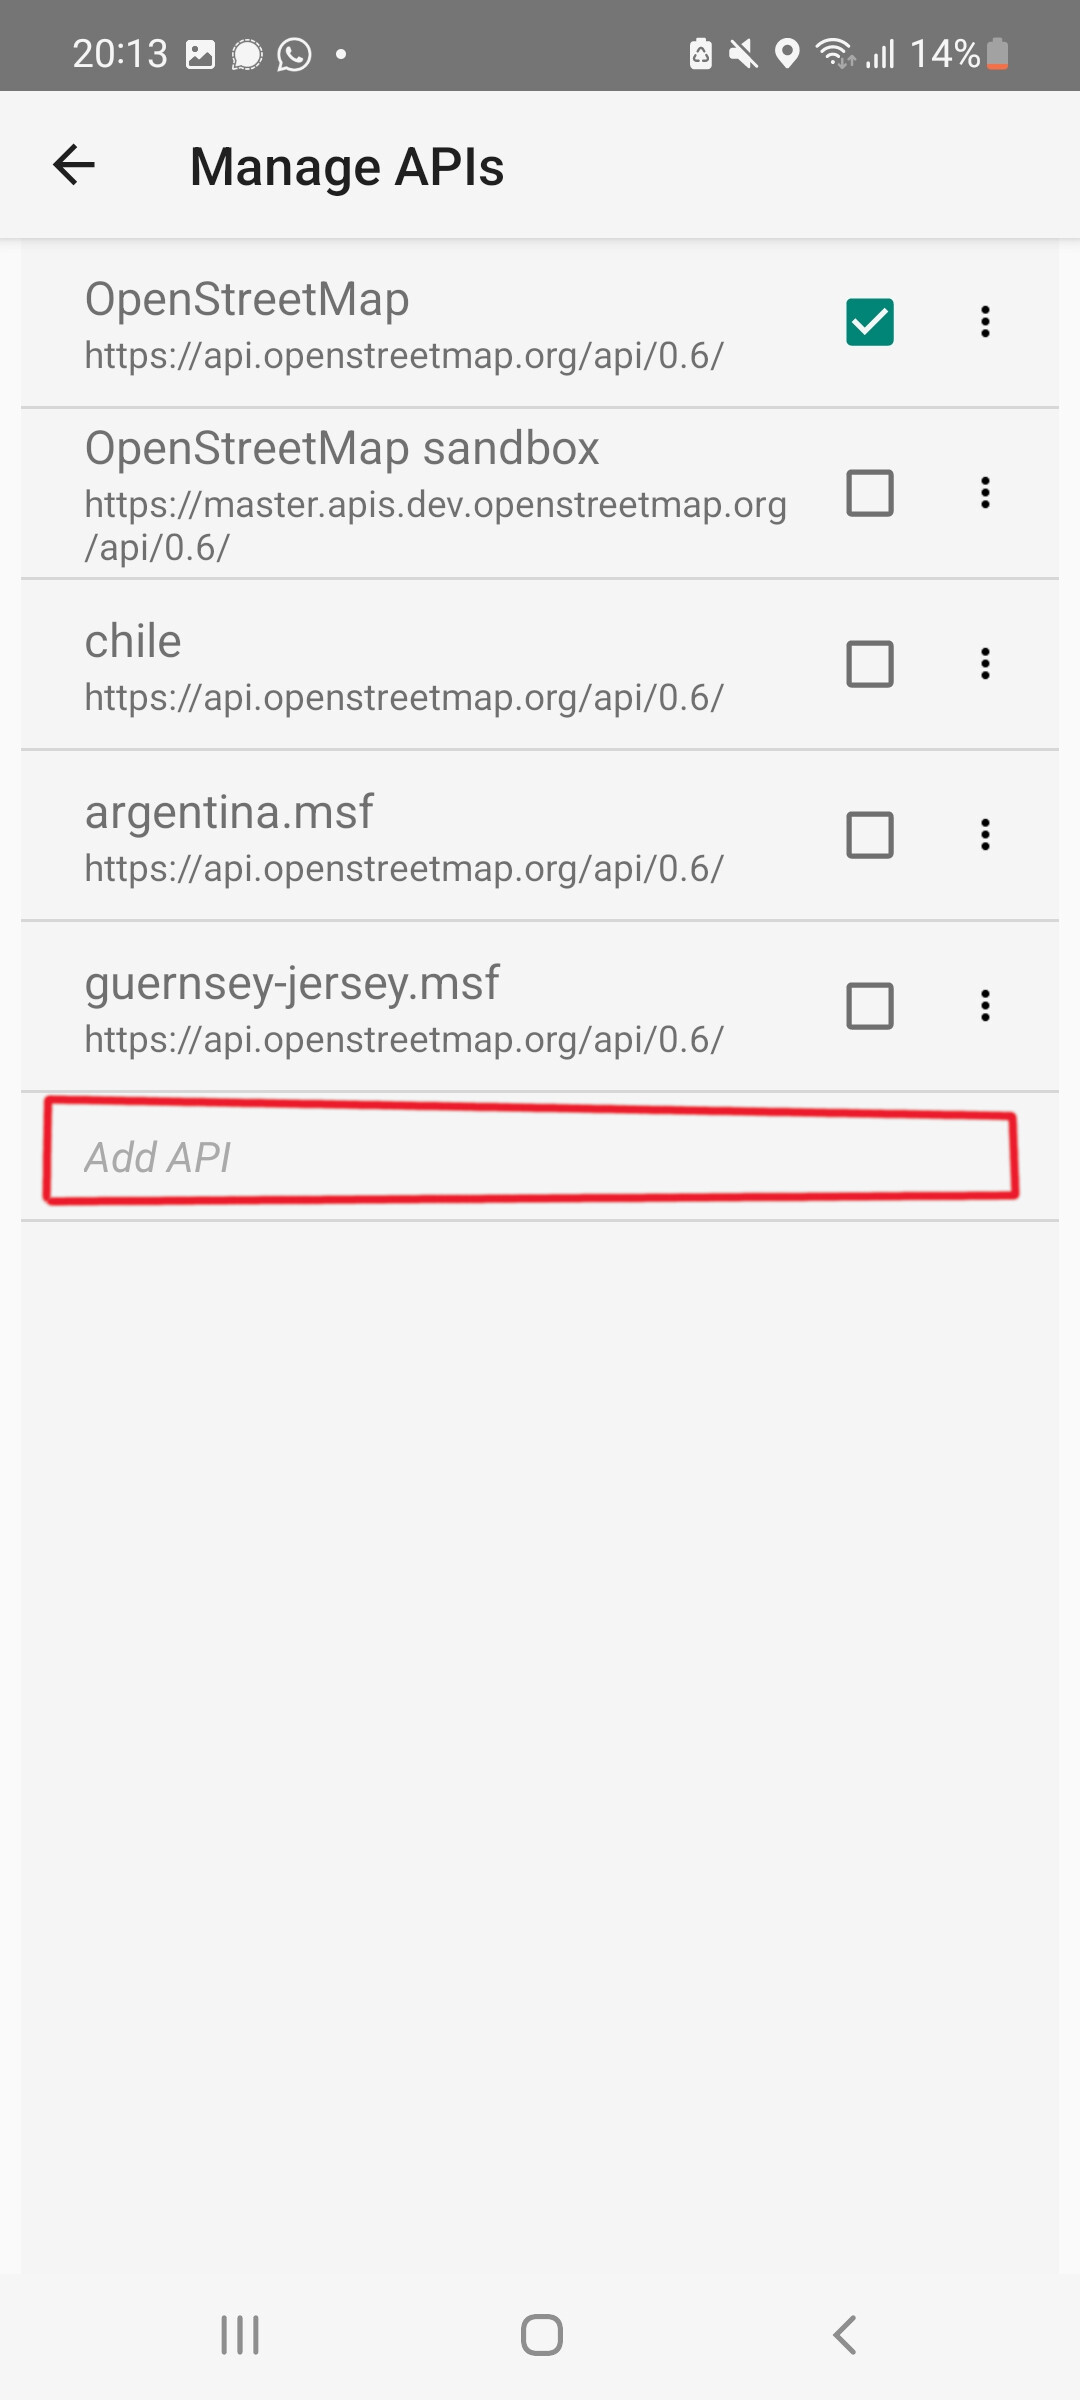 20:13
14%
Manage APIs
OpenStreetMap
https://api.openstreetmap.org/api/0.6/
OpenStreetMap sandbox
https://master.apis.dev.openstreetmap.org
/api/0.6/
chile
https://api.openstreetmap.org/api/0.6/
argentina.msf
https://api.openstreetmap.org/api/0.6/
guernsey-jersey.msf
https://api.openstreetmap.org/api/0.6/
Add API